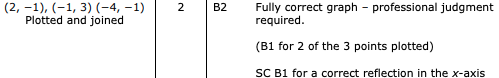 (2, −1), (−1, 3) (−4, −1)
Plotted and joined
2
B2
Fully correct graph – professional judgment
required.
(B1 for 2 of the 3 points plotted)
SC B1 for a correct reflection in the x-axis